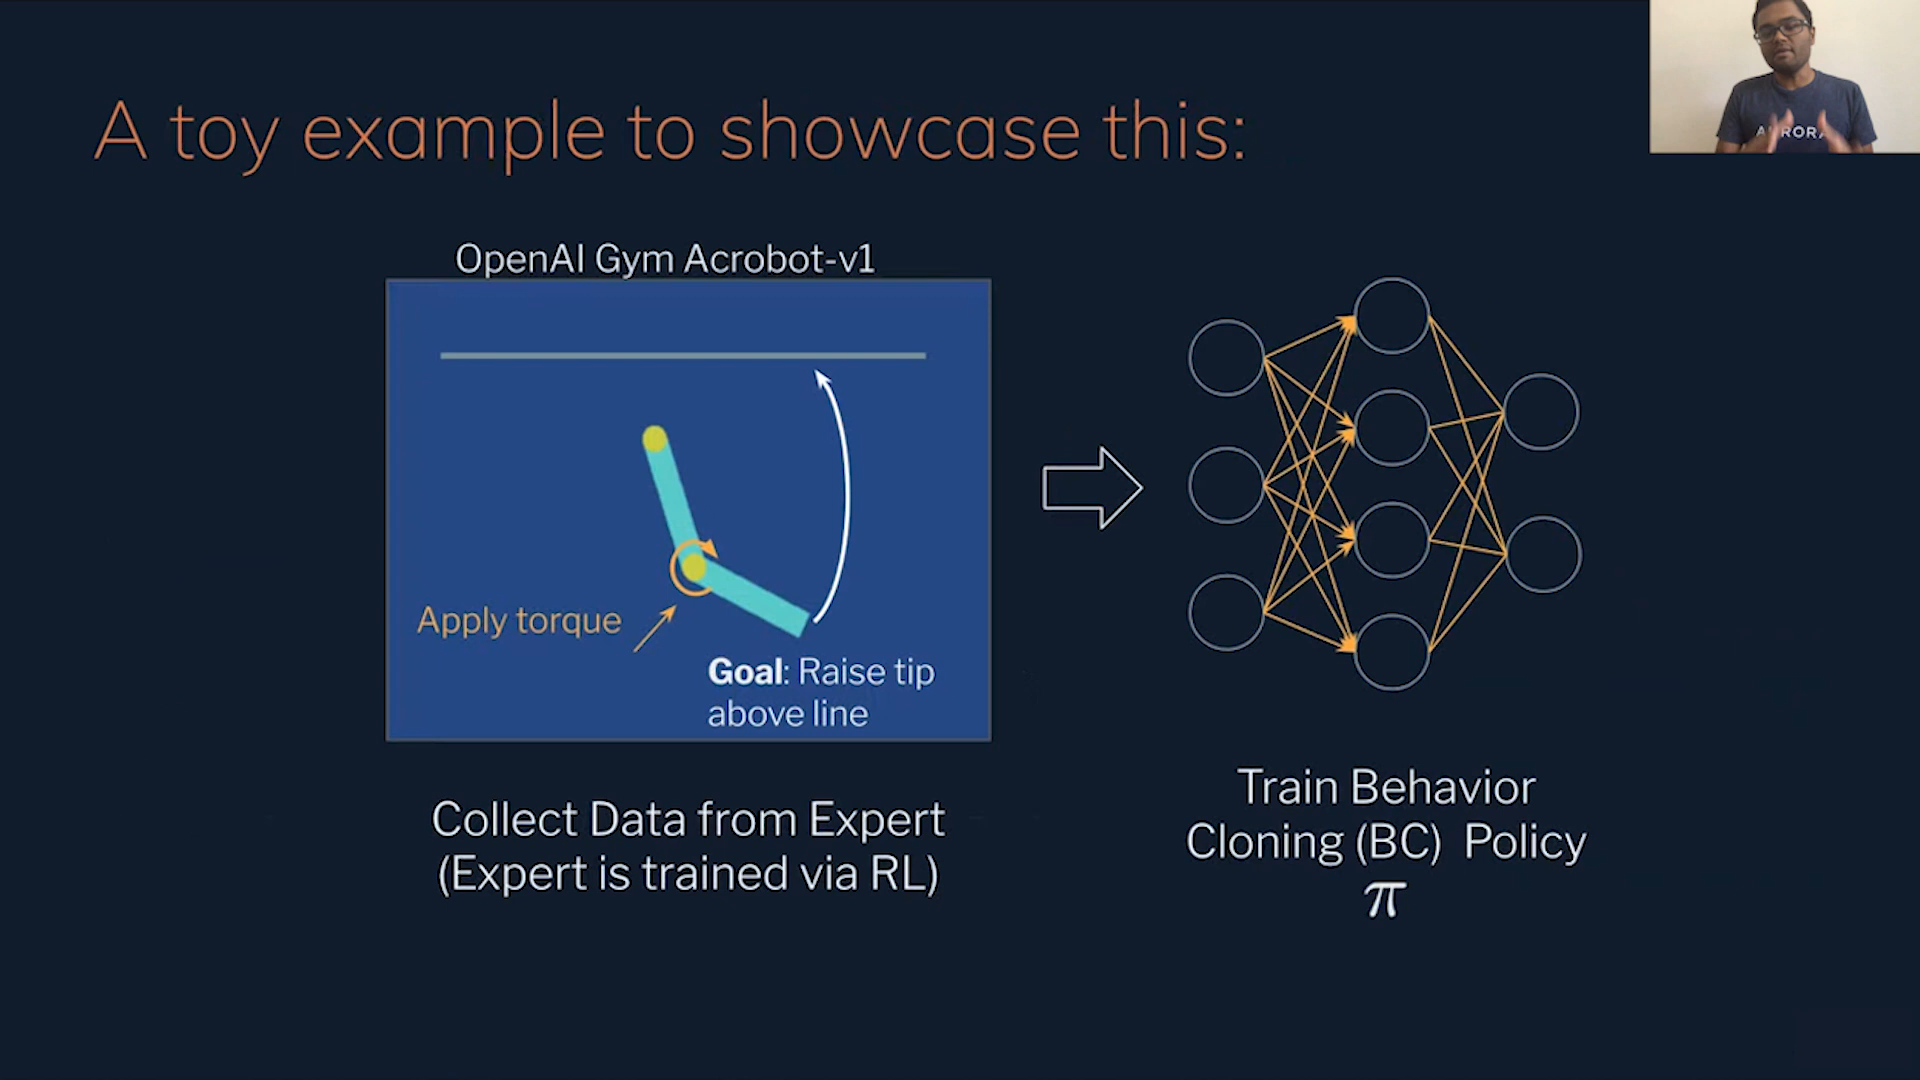 A toy example to showcase this:
OpenAI Gym Acrobot-v1
Apply torque
Goal: Raise tip
above line
Collect Data from Expert
(Expert is trained via RL)
Train Behavior
Cloning (BC) Policy
π